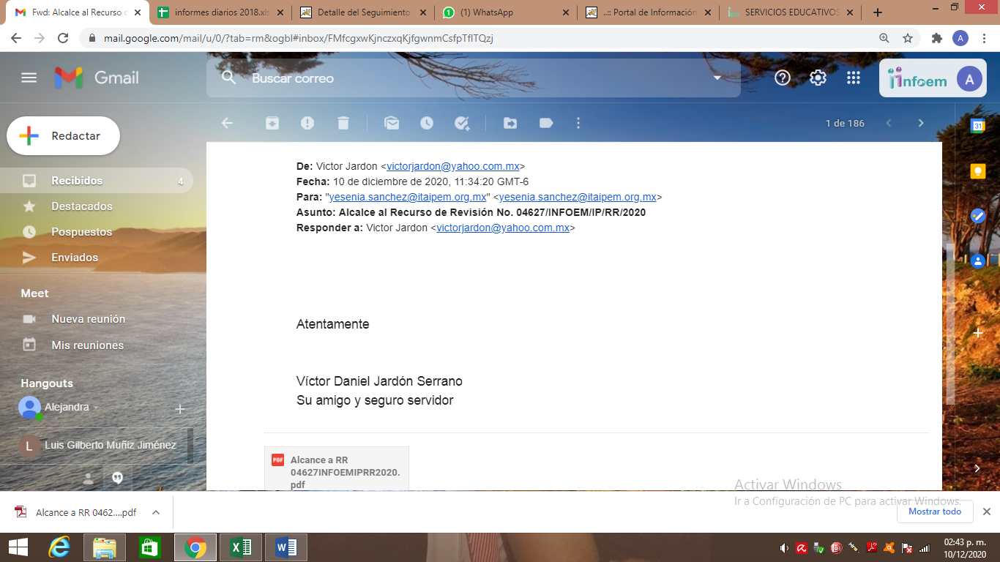 Fwd: Alcalce al Recurso d
informes diarios 2018.xls
Detalle del Seguimiento
(1) WhatsApp
..:: Portal de Información
SERVICIOS EDUCATIVOS
mail.google.com/mail/u/0/?tab=rm&ogbl#inbox/FMfcgxwKjnczxqKjfgwnmCsfpTflTQzj
A
Gmail
Buscar correo
infoem
A
Redactar
1 de 186
31
Recibidos 4
Destacados
Pospuestos
Enviados
Meet
Nueva reunión
Mis reuniones
Hangouts
Alejandra
L Luis Gilberto Muñiz Jiménez
De: Victor Jardon <victorjardon@yahoo.com.mx>
Fecha: 10 de diciembre de 2020, 11:34:20 GMT-6
Para: "yesenia.sanchez@itaipem.org.mx" <yesenia.sanchez@itaipem.org.mx>
Asunto: Alcalce al Recurso de Revisión No. 04627/INFOEM/IP/RR/2020
Responder a: Victor Jardon <victorjardon@yahoo.com.mx>
Atentamente
Víctor Daniel Jardón Serrano
Su amigo y seguro servidor
PDF Alcance a RR
04627INFOEMIPRR2020.
pdf
Activar Windows
Ir a Configuración de PC para activar Windows.
Alcance a RR 0462....pdf
Mostrar todo
02:43 p. m.
10/12/2020